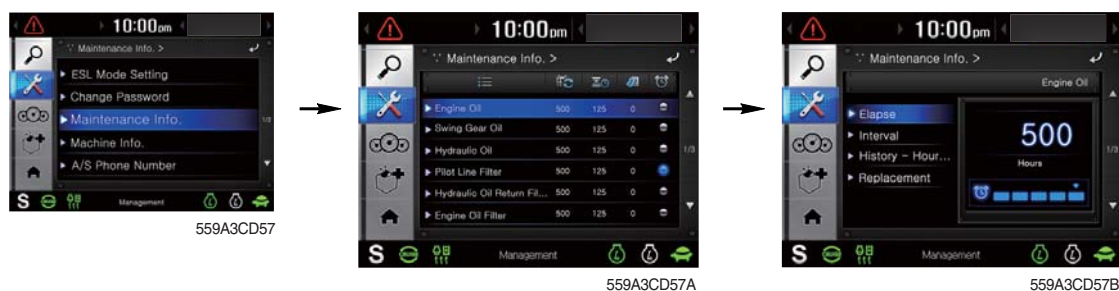 10:00pm
Maintenance Info. >
ESL Mode Setting
Change Password
Maintenance Info.
Machine Info.
A/S Phone Number
1/3
S
Management
559A3CD57
10:00pm
Maintenance Info. >
Engine Oil 500 125 0
Swing Gear Oil 500 125 0
Hydraulic Oil 500 125 0
Pilot Line Filter 500 125 0
Hydraulic Oil Return Fil... 500 125 0
Engine Oil Filter 500 125 0
1/3
S
Management
559A3CD57A
10:00pm
Maintenance Info. >
Engine Oil
Elapse
Interval
History - Hour...
Replacement
500
Hours
1/3
S
Management
559A3CD57B